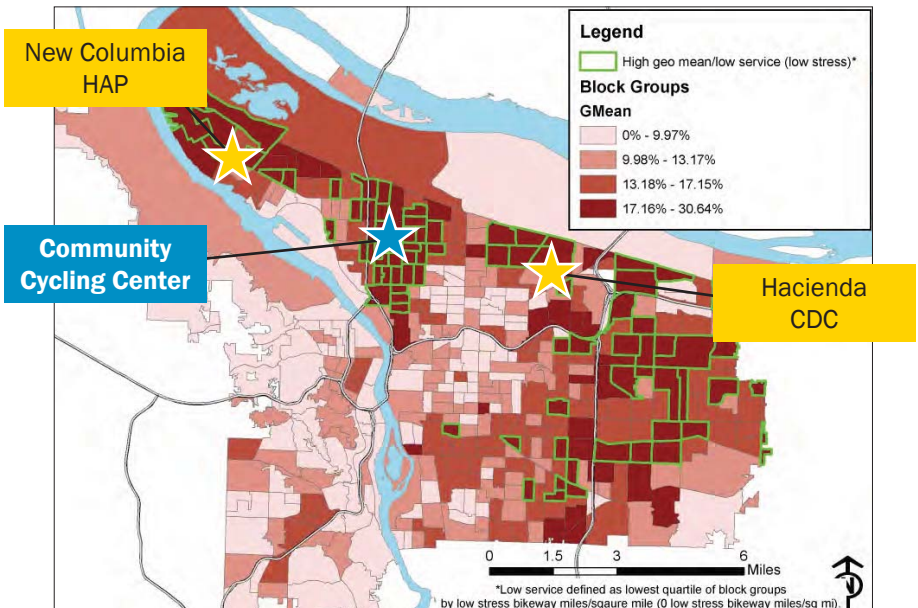 New Columbia
HAP
Community
Cycling Center
Hacienda
CDC
Legend
High geo mean/low service (low stress)*
Block Groups
GMean
0% - 9.97%
9.98% - 13.17%
13.18% - 17.15%
17.16% - 30.64%
0 1.5 3 6
Miles
*Low service defined as lowest quartile of block groups
by low stress bikeway miles/sqaure mile (0 low stress bikeway miles/sq mi).